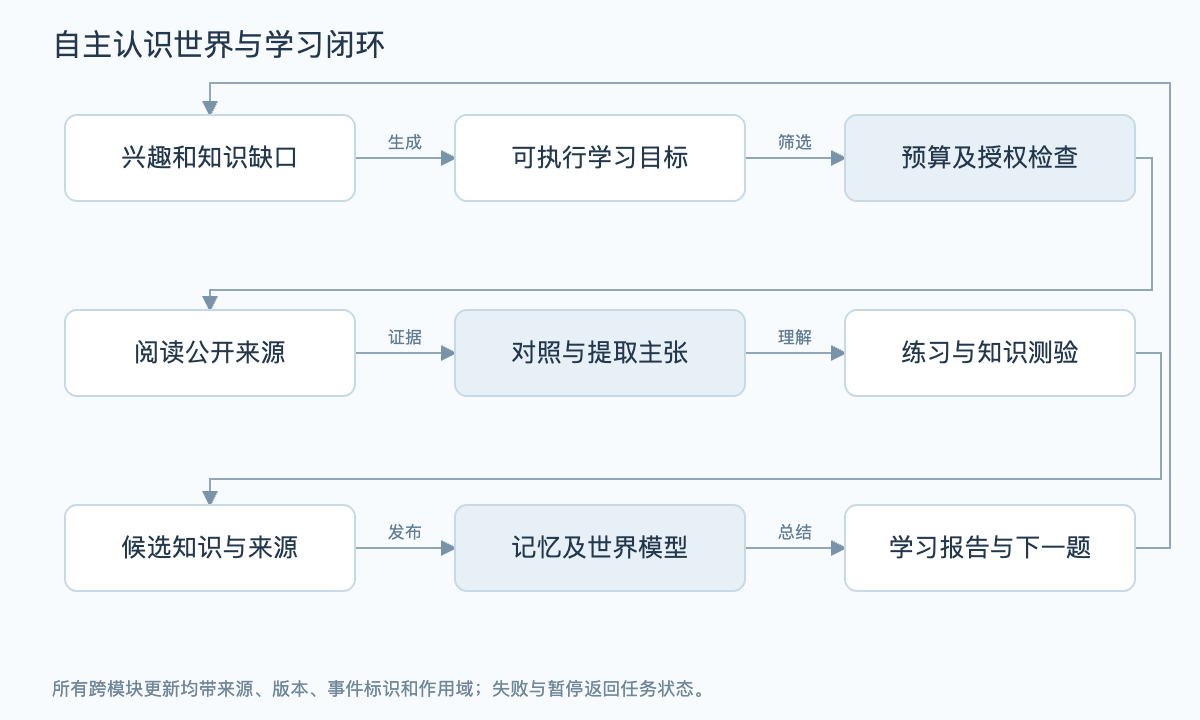 自主认识世界与学习闭环
兴趣和知识缺口
生成
可执行学习目标
筛选
预算及授权检查
阅读公开来源
证据
对照与提取主张
理解
练习与知识测验
候选知识与来源
发布
记忆及世界模型
总结
学习报告与下一题
所有跨模块更新均带来源、版本、事件标识和作用域；失败与暂停返回任务状态。